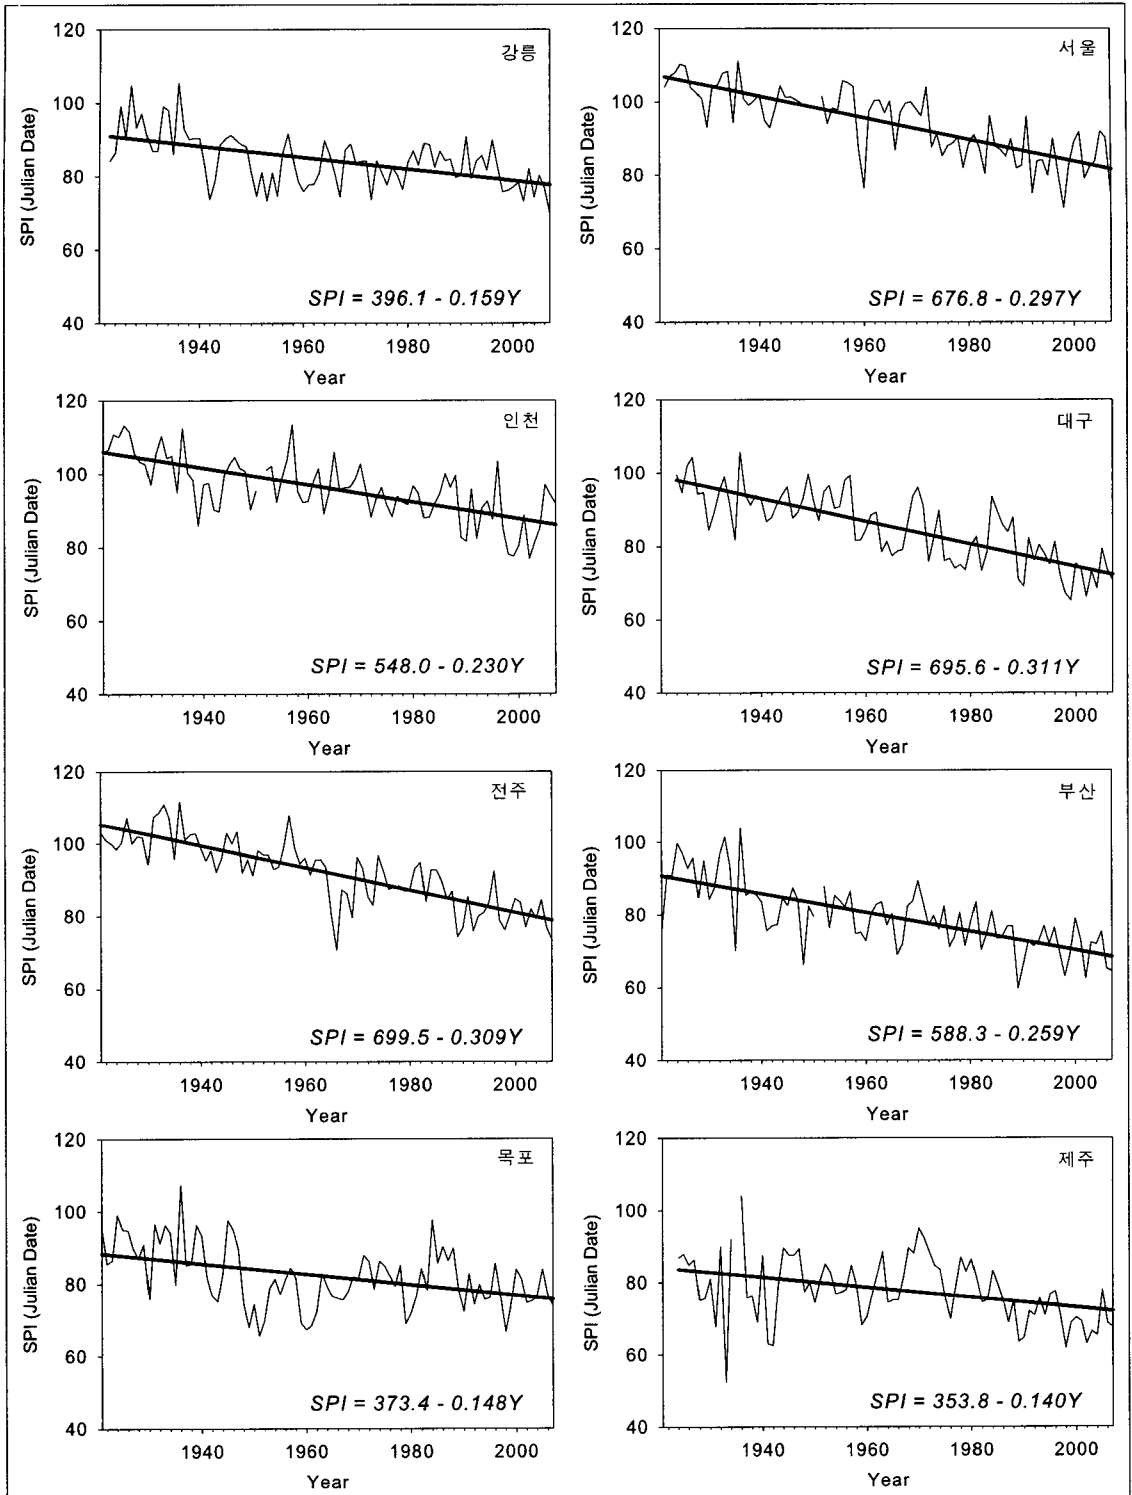 120
강릉
100
80
60
40
SPI (Julian Date)
SPI = 396.1 - 0.159Y
1940 1960 1980 2000
Year
120
서울
100
80
60
40
SPI (Julian Date)
SPI = 676.8 - 0.297Y
1940 1960 1980 2000
Year
120
인천
100
80
60
40
SPI (Julian Date)
SPI = 548.0 - 0.230Y
1940 1960 1980 2000
Year
120
대구
100
80
60
40
SPI (Julian Date)
SPI = 695.6 - 0.311Y
1940 1960 1980 2000
Year
120
전주
100
80
60
40
SPI (Julian Date)
SPI = 699.5 - 0.309Y
1940 1960 1980 2000
Year
120
부산
100
80
60
40
SPI (Julian Date)
SPI = 588.3 - 0.259Y
1940 1960 1980 2000
Year
120
목포
100
80
60
40
SPI (Julian Date)
SPI = 373.4 - 0.148Y
1940 1960 1980 2000
Year
120
제주
100
80
60
40
SPI (Julian Date)
SPI = 353.8 - 0.140Y
1940 1960 1980 2000
Year